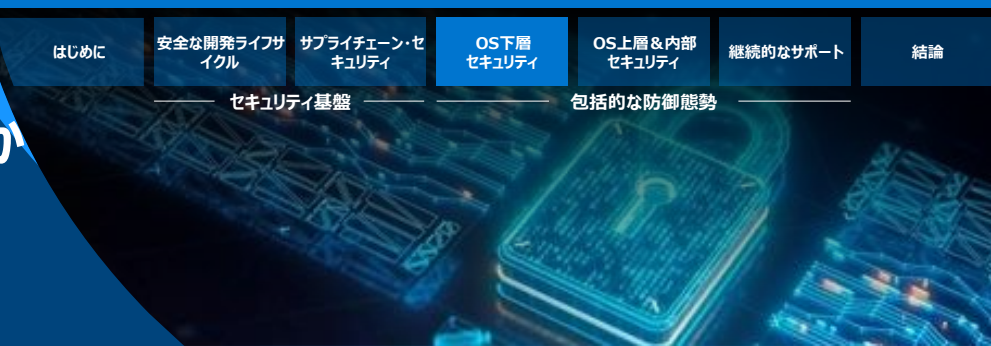 はじめに
安全な開発ライフサ
イクル
サプライチェーン・セ
キュリティ
OS下層
セキュリティ
OS上層&内部
セキュリティ
継続的なサポート
結論
セキュリティ基盤
包括的な防御態勢
か